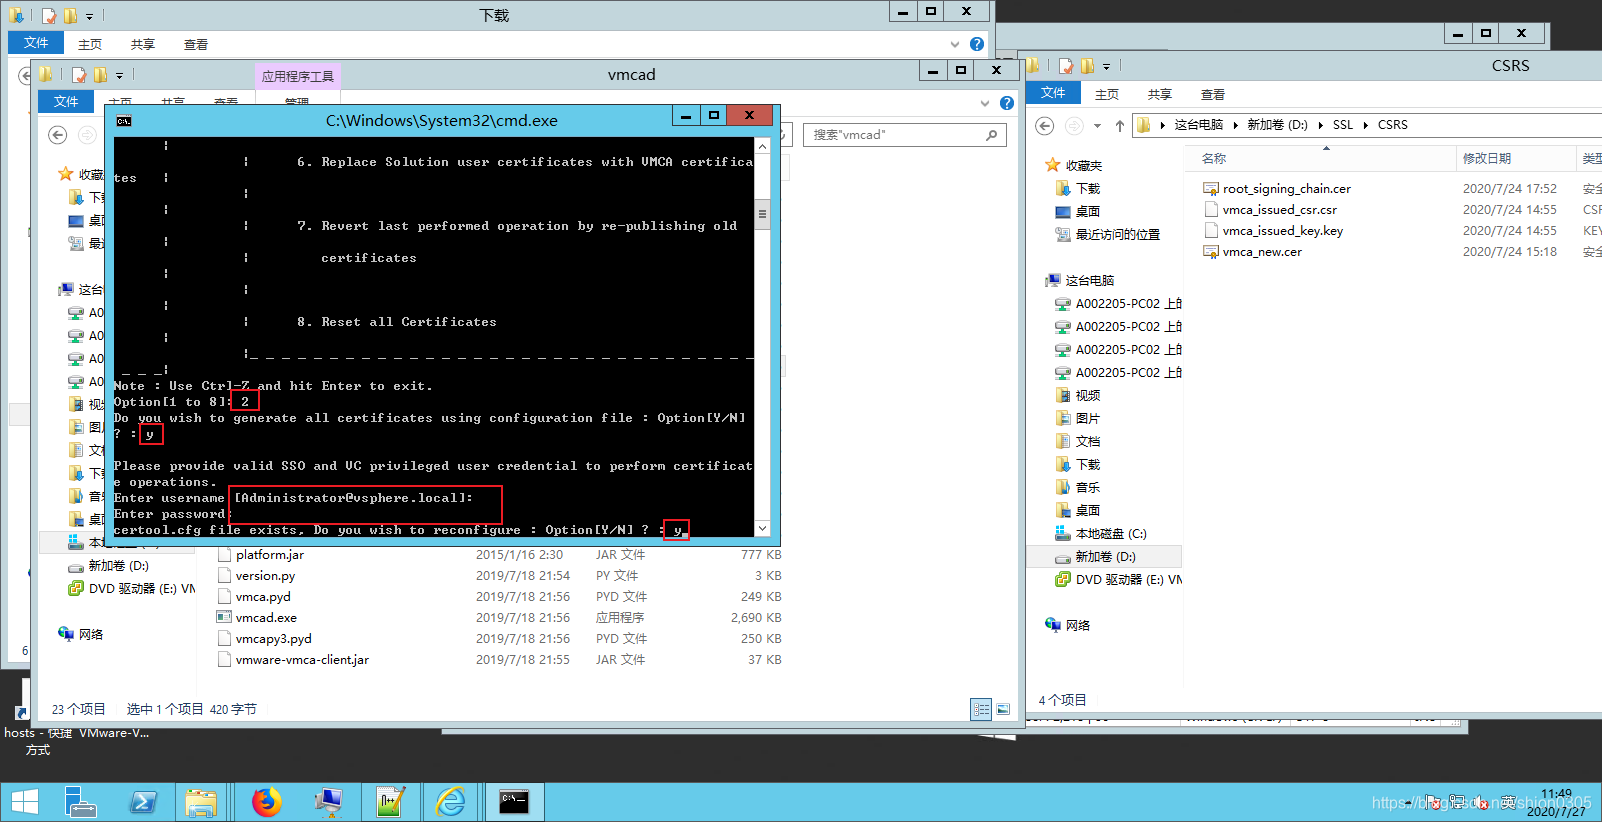 下载
文件
主页
共享
查看
vmcad
应用程序工具
文件
主页
共享
查看
管理
搜索"vmcad"
收藏
下
桌面
最
这台
A0
A0
A0
A0
视频
图
文档
下
音
桌面
新加卷 (D:)
DVD 驱动器 (E:) VM
网络
C:\Windows\System32\cmd.exe
6. Replace Solution user certificates with VMCA certifica
tes
7. Revert last performed operation by re-publishing old
certificates
8. Reset all Certificates
Note : Use Ctrl-Z and hit Enter to exit.
Option[1 to 8]: 2
Do you wish to generate all certificates using configuration file : Option[Y/N]
? : y
Please provide valid SSO and VC privileged user credential to perform certificat
e operations.
Enter username [Administrator@vsphere.local]:
Enter password:
certool.cfg file exists, Do you wish to reconfigure : Option[Y/N] ? : y
platform.jar 2015/1/16 2:30 JAR 文件 777 KB
version.py 2019/7/18 21:54 PY 文件 3 KB
vmca.pyd 2019/7/18 21:56 PYD 文件 249 KB
vmcad.exe 2019/7/18 21:56 应用程序 2,690 KB
vmcapy3.pyd 2019/7/18 21:56 PYD 文件 250 KB
vmware-vmca-client.jar 2019/7/18 21:55 JAR 文件 37 KB
23 个项目 选中 1 个项目 420 字节
CSRS
文件
主页
共享
查看
这台电脑 新加卷 (D:) SSL CSRS
收藏夹
下载
桌面
最近访问的位置
这台电脑
A002205-PC02 上的
A002205-PC02 上的
A002205-PC02 上的
A002205-PC02 上的
视频
图片
文档
下载
音乐
桌面
本地磁盘 (C:)
新加卷 (D:)
DVD 驱动器 (E:) VM
网络
名称 修改日期 类型
root_signing_chain.cer 2020/7/24 17:52 安全
vmca_issued_csr.csr 2020/7/24 14:55 CSR
vmca_issued_key.key 2020/7/24 14:55 KEY
vmca_new.cer 2020/7/24 15:18 安全
4 个项目
hosts - 快捷方式
VMware-V...
英
11:49
2020/7/27